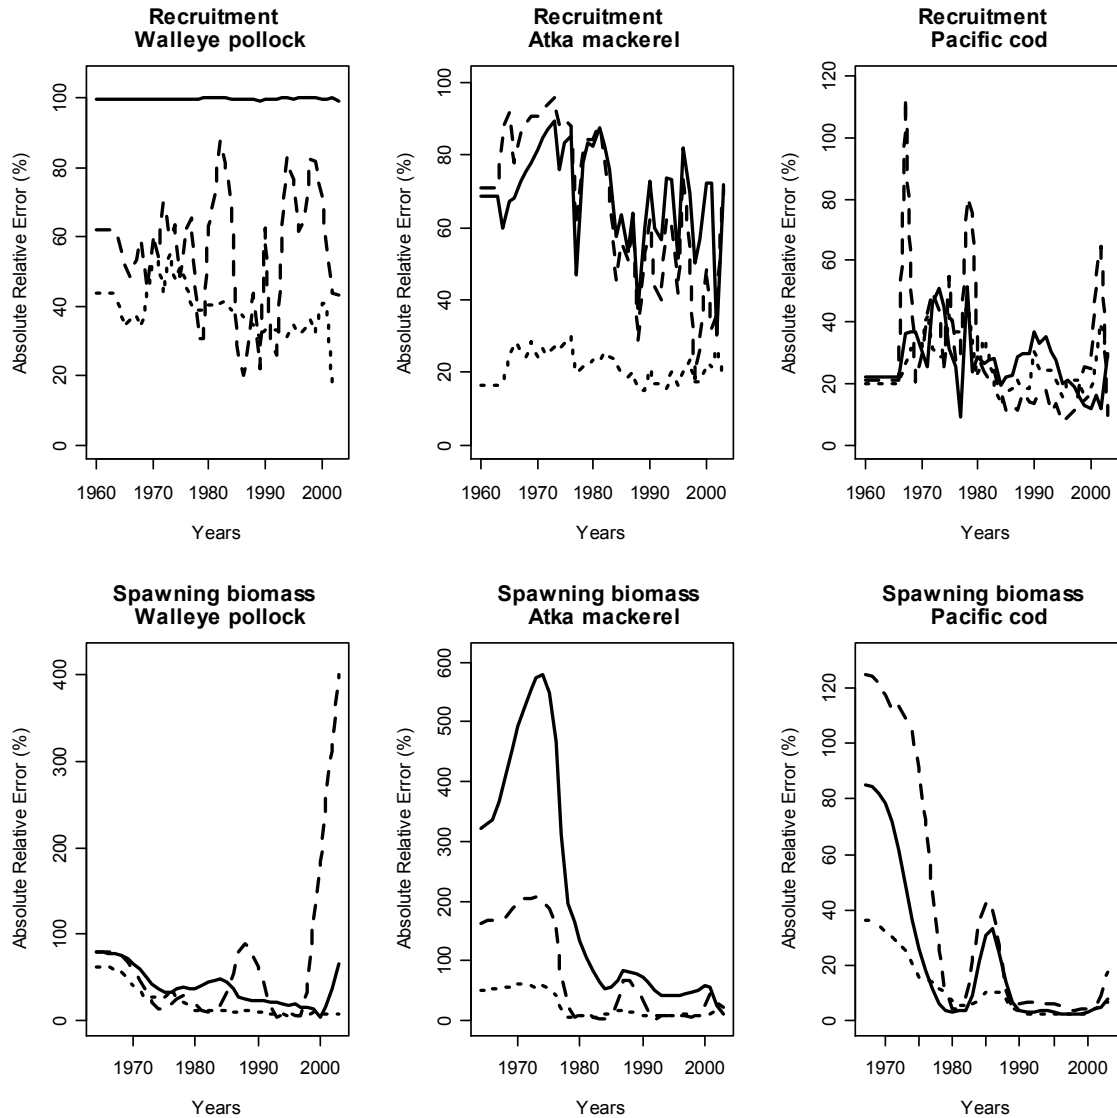 Recruitment
Walleye pollock
Absolute Relative Error (%)
0 20 40 60 80 100
1960 1970 1980 1990 2000
Years
Recruitment
Atka mackerel
Absolute Relative Error (%)
0 20 40 60 80 100
1960 1970 1980 1990 2000
Years
Recruitment
Pacific cod
Absolute Relative Error (%)
0 20 40 60 80 100 120
1960 1970 1980 1990 2000
Years
Spawning biomass
Walleye pollock
Absolute Relative Error (%)
0 100 200 300 400
1970 1980 1990 2000
Years
Spawning biomass
Atka mackerel
Absolute Relative Error (%)
0 100 200 300 400 500 600
1970 1980 1990 2000
Years
Spawning biomass
Pacific cod
Absolute Relative Error (%)
0 20 40 60 80 120
1970 1980 1990 2000
Years